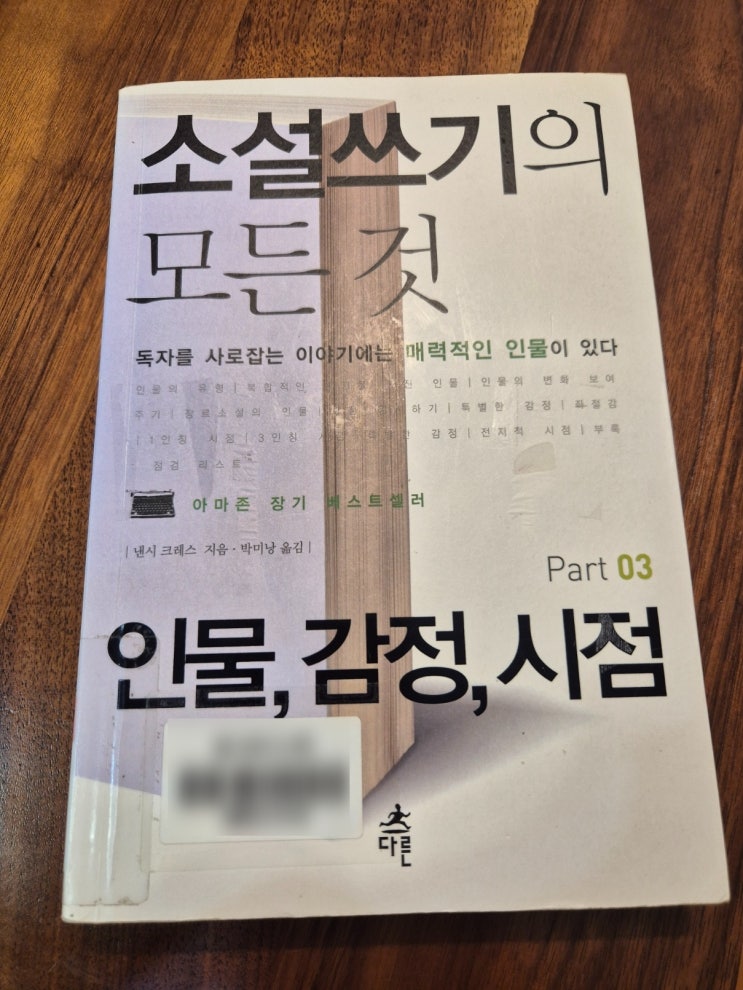 소설쓰기의
모든 것
독자를 사로잡는 이야기에는 매력적인 인물이 있다
인물의 유형|복합적인 인물|인물의 변화 보여
주기|장르소설의 인물 하기|특별한 감정|좌절감
|1인칭 시점|3인칭 감정|전지적 시점|부록
점검 리스트
아마존 장기 베스트셀러
|낸시 크레스 지음·박미낭 옮김|
Part 03
인물, 감정, 시점
다른